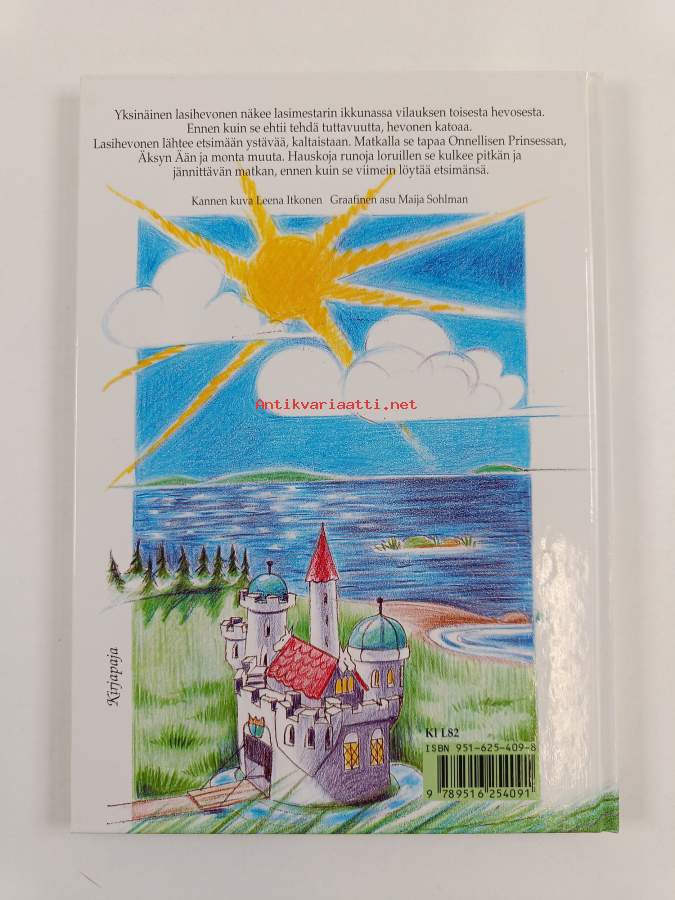 Yksinäinen lasihevonen näkee lasimestarin ikkunassa vilauksen toisesta hevosesta.
Ennen kuin se ehtii tehdä tuttavuutta, hevonen katoaa.
Lasihevonen lähtee etsimään ystävää, kaltaistaan. Matkalla se tapaa Onnellisen Prinsessan,
Äksyn Ään ja monta muuta. Hauskoja runoja loruillen se kulkee pitkän ja
jännittävän matkan, ennen kuin se viimein löytää etsimänsä.
Kannen kuva Leena Itkonen Graafinen asu Maija Sohlman
Antikvariaatti.net
Kirjapaja
Kl L82
ISBN 951-625-409-8
9 789516 254091